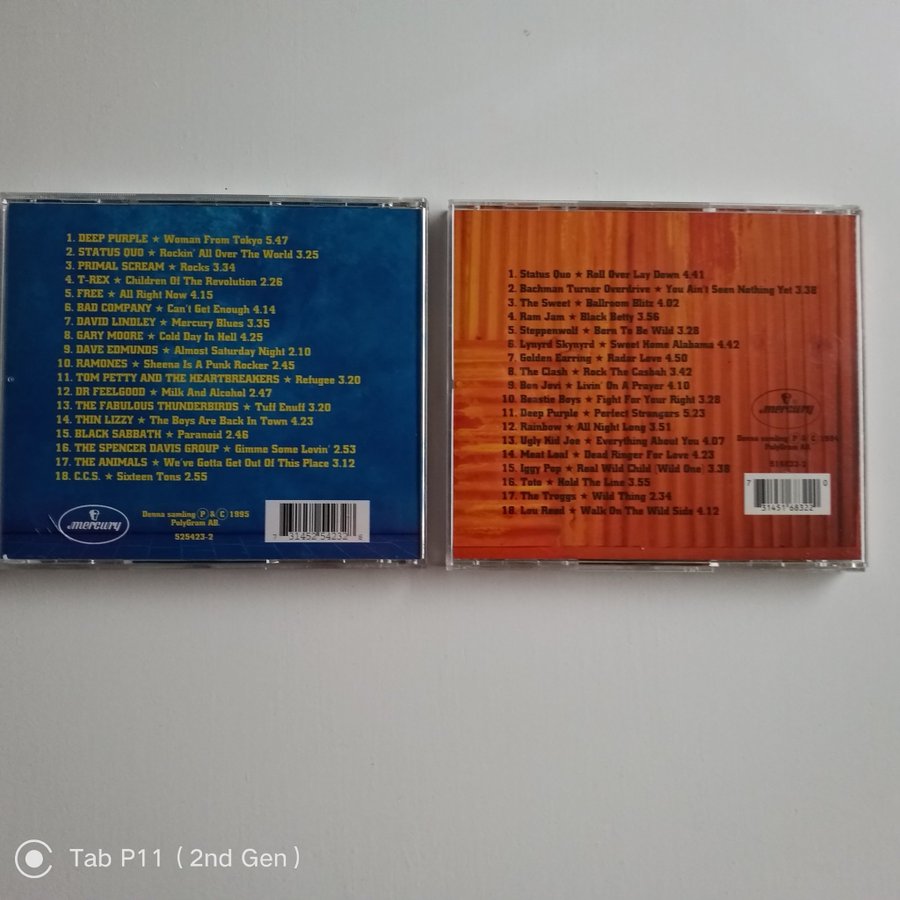 1. DEEP PURPLE ★ Woman From Tokyo 5.47
2. STATUS QUO ★ Rockin' All Over The World 3.25
3. PRIMAL SCREAM ★ Rocks 3.34
4. T-REX ★ Children Of The Revolution 2.26
5. FREE ★ All Right Now 4.15
6. BAD COMPANY ★ Can't Get Enough 4.14
7. DAVID LINDLEY ★ Mercury Blues 3.35
8. GARY MOORE ★ Cold Day In Hell 4.25
9. DAVE EDMUNDS ★ Almost Saturday Night 2.10
10. RAMONES ★ Sheena Is A Punk Rocker 2.45
11. TOM PETTY AND THE HEARTBREAKERS ★ Refugee 3.20
12. DR FEELGOOD ★ Milk And Alcohol 2.47
13. THE FABULOUS THUNDERBIRDS ★ Tuff Enuff 3.20
14. THIN LIZZY ★ The Boys Are Back In Town 4.23
15. BLACK SABBATH ★ Paranoid 2.46
16. THE SPENCER DAVIS GROUP ★ Gimme Some Lovin' 2.53
17. THE ANIMALS ★ We've Gotta Get Out Of This Place 3.12
18. C.C.S. ★ Sixteen Tons 2.55
mercury
Denna samling Ⓟ & Ⓒ 1995
PolyGram AB.
525423-2
7 31452 54232 8
1. Status Quo ★ Roll Over Lay Down 4.41
2. Bachman Turner Overdrive ★ You Ain't Seen Nothing Yet 3.38
3. The Sweet ★ Ballroom Blitz 4.02
4. Ram Jam ★ Black Betty 3.56
5. Steppenwolf ★ Born To Be Wild 3.28
6. Lynyrd Skynyrd ★ Sweet Home Alabama 4.42
7. Golden Earring ★ Radar Love 4.50
8. The Clash ★ Rock The Casbah 3.42
9. Bon Jovi ★ Livin' On A Prayer 4.10
10. Beastie Boys ★ Fight For Your Right 3.28
11. Deep Purple ★ Perfect Strangers 5.23
12. Rainbow ★ All Night Long 3.51
13. Ugly Kid Joe ★ Everything About You 4.07
14. Meat Loaf ★ Dead Ringer For Love 4.23
15. Iggy Pop ★ Real Wild Child (Wild One) 3.38
16. Toto ★ Hold The Line 3.55
17. The Troggs ★ Wild Thing 2.34
18. Lou Reed ★ Walk On The Wild Side 4.12
mercury
Denna samling Ⓟ & Ⓒ 1994
PolyGram AB.
516832-2
7 31451 68322 0
Tab P11 (2nd Gen)